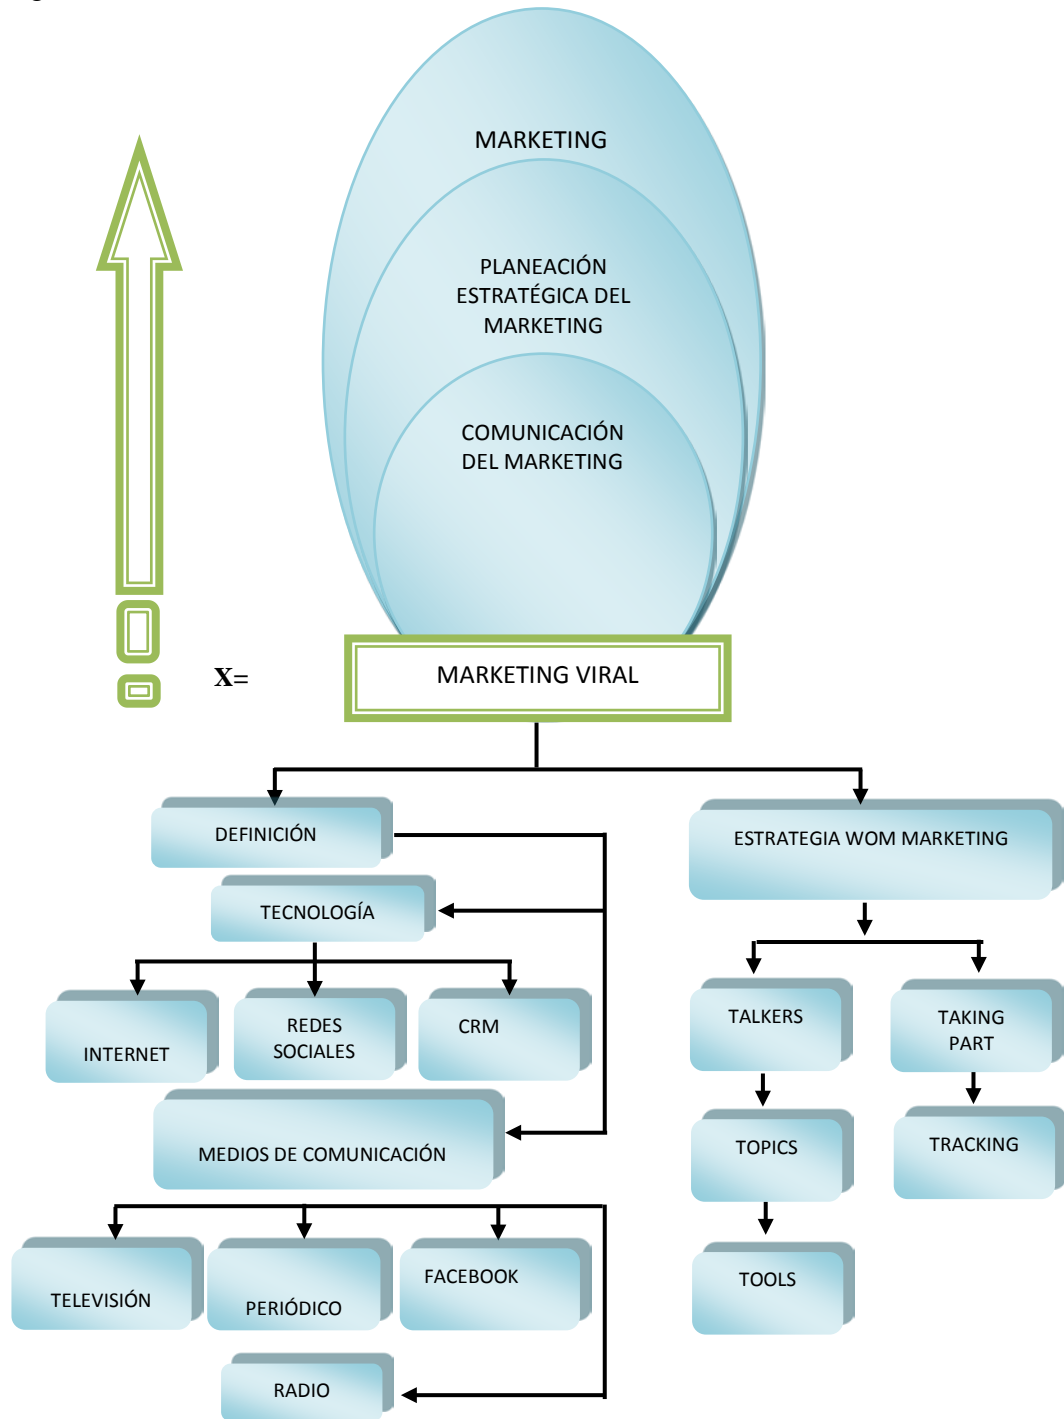 MARKETING
PLANEACIÓN
ESTRATÉGICA DEL
MARKETING
COMUNICACIÓN
DEL MARKETING
X=
MARKETING VIRAL
DEFINICIÓN
ESTRATEGIA WOM MARKETING
TECNOLOGÍA
INTERNET
REDES
SOCIALES
CRM
TALKERS
TAKING
PART
MEDIOS DE COMUNICACIÓN
TOPICS
TRACKING
TELEVISIÓN
PERIÓDICO
FACEBOOK
TOOLS
RADIO